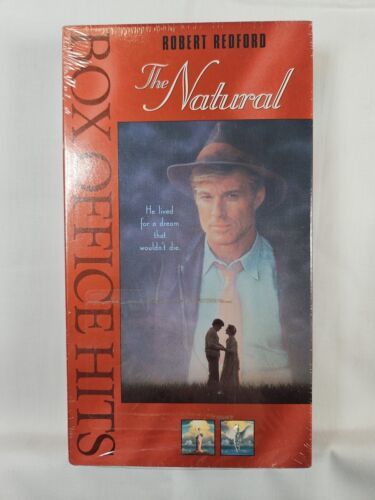 ROBERT REDFORD
The Natural
BOX OFFICE HITS
He lived
for a dream
that
wouldn't die.